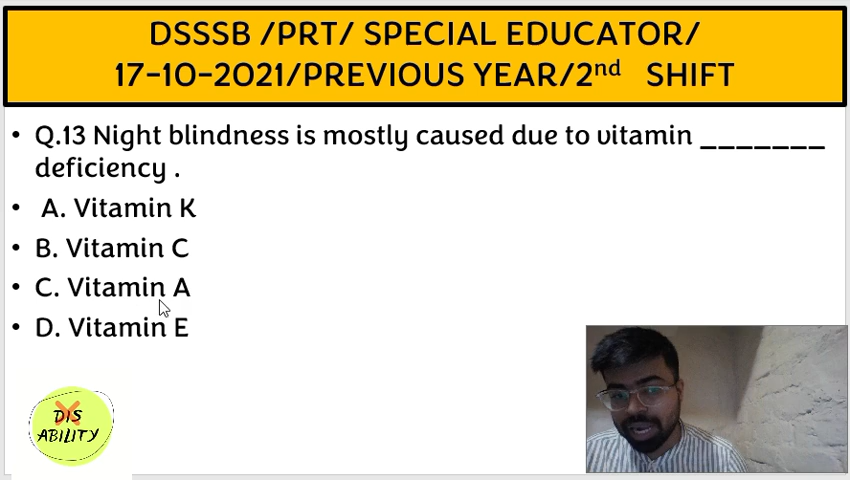 DSSSB /PRT/ SPECIAL EDUCATOR/
17-10-2021/PREVIOUS YEAR/2nd SHIFT
• Q.13 Night blindness is mostly caused due to vitamin _______
deficiency .
• A. Vitamin K
• B. Vitamin C
• C. Vitamin A
• D. Vitamin E
DIS
ABILITY